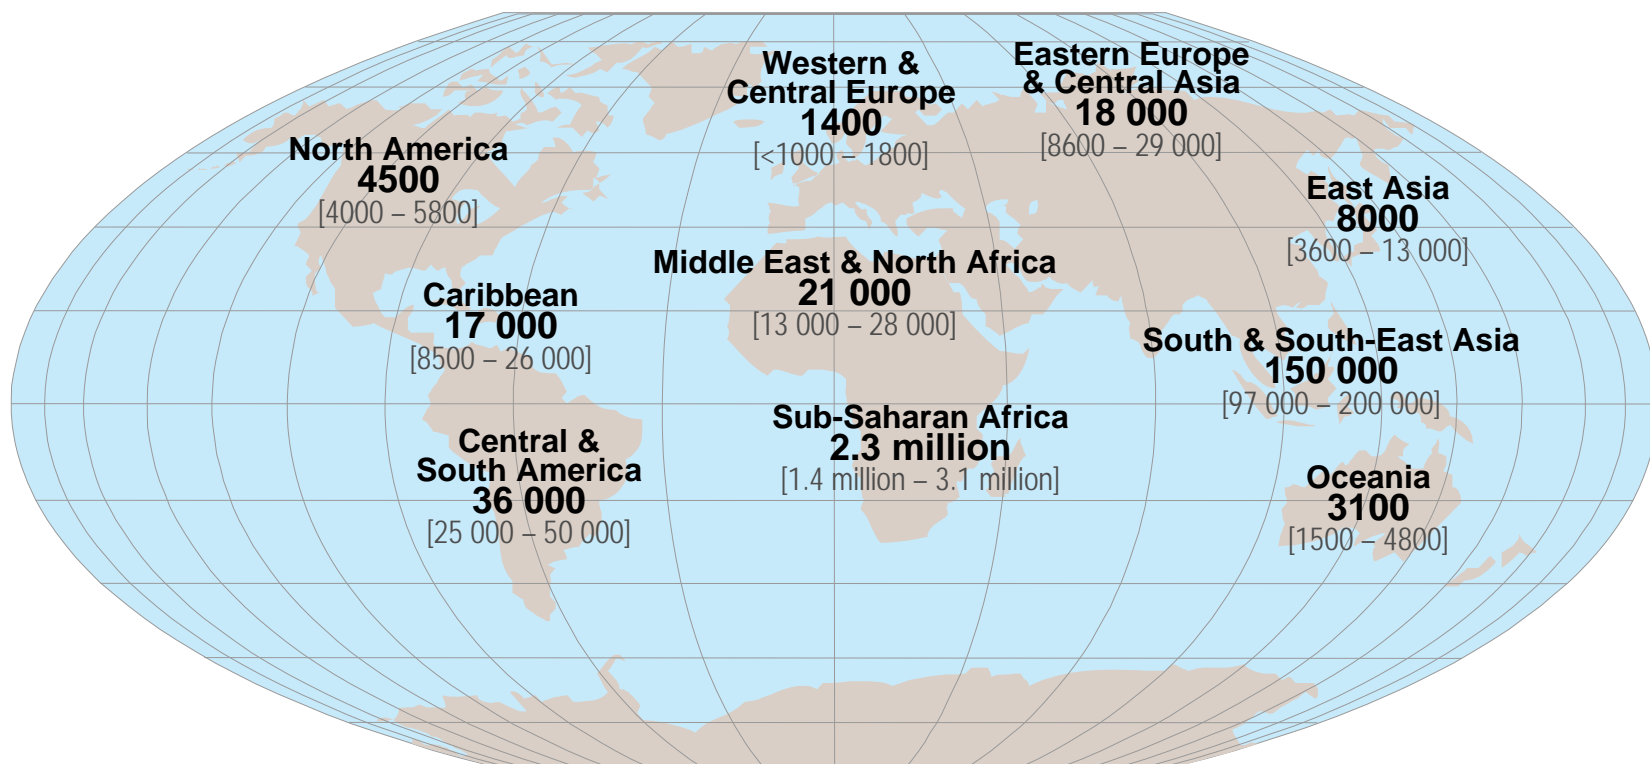 Western &
Central Europe
1400
[<1000 – 1800]
Eastern Europe
& Central Asia
18 000
[8600 – 29 000]
North America
4500
[4000 – 5800]
East Asia
8000
[3600 – 13 000]
Middle East & North Africa
21 000
[13 000 – 28 000]
Caribbean
17 000
[8500 – 26 000]
South & South-East Asia
150 000
[97 000 – 200 000]
Sub-Saharan Africa
2.3 million
[1.4 million – 3.1 million]
Central &
South America
36 000
[25 000 – 50 000]
Oceania
3100
[1500 – 4800]